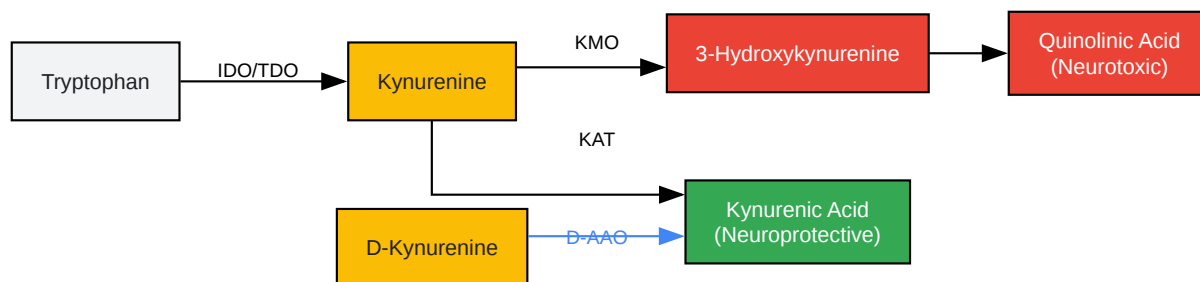 Tryptophan
IDO/TDO
Kynurenine
KMO
3-Hydroxykynurenine
Quinolinic Acid
(Neurotoxic)
KAT
Kynurenic Acid
(Neuroprotective)
D-Kynurenine
D-AAO